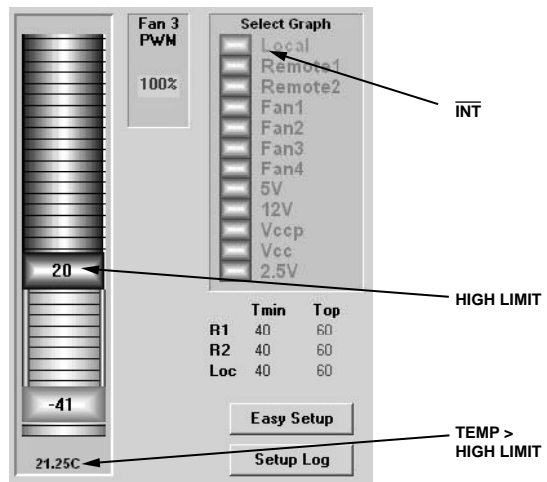 Fan 3
PWM
100%
Select Graph
Local
Remote1
Remote2
Fan1
Fan2
Fan3
Fan4
5V
12V
Vccp
Vcc
2.5V
INT
20
HIGH LIMIT
Tmin Top
R1 40 60
R2 40 60
Loc 40 60
-41
Easy Setup
21.25C
Setup Log
TEMP >
HIGH LIMIT